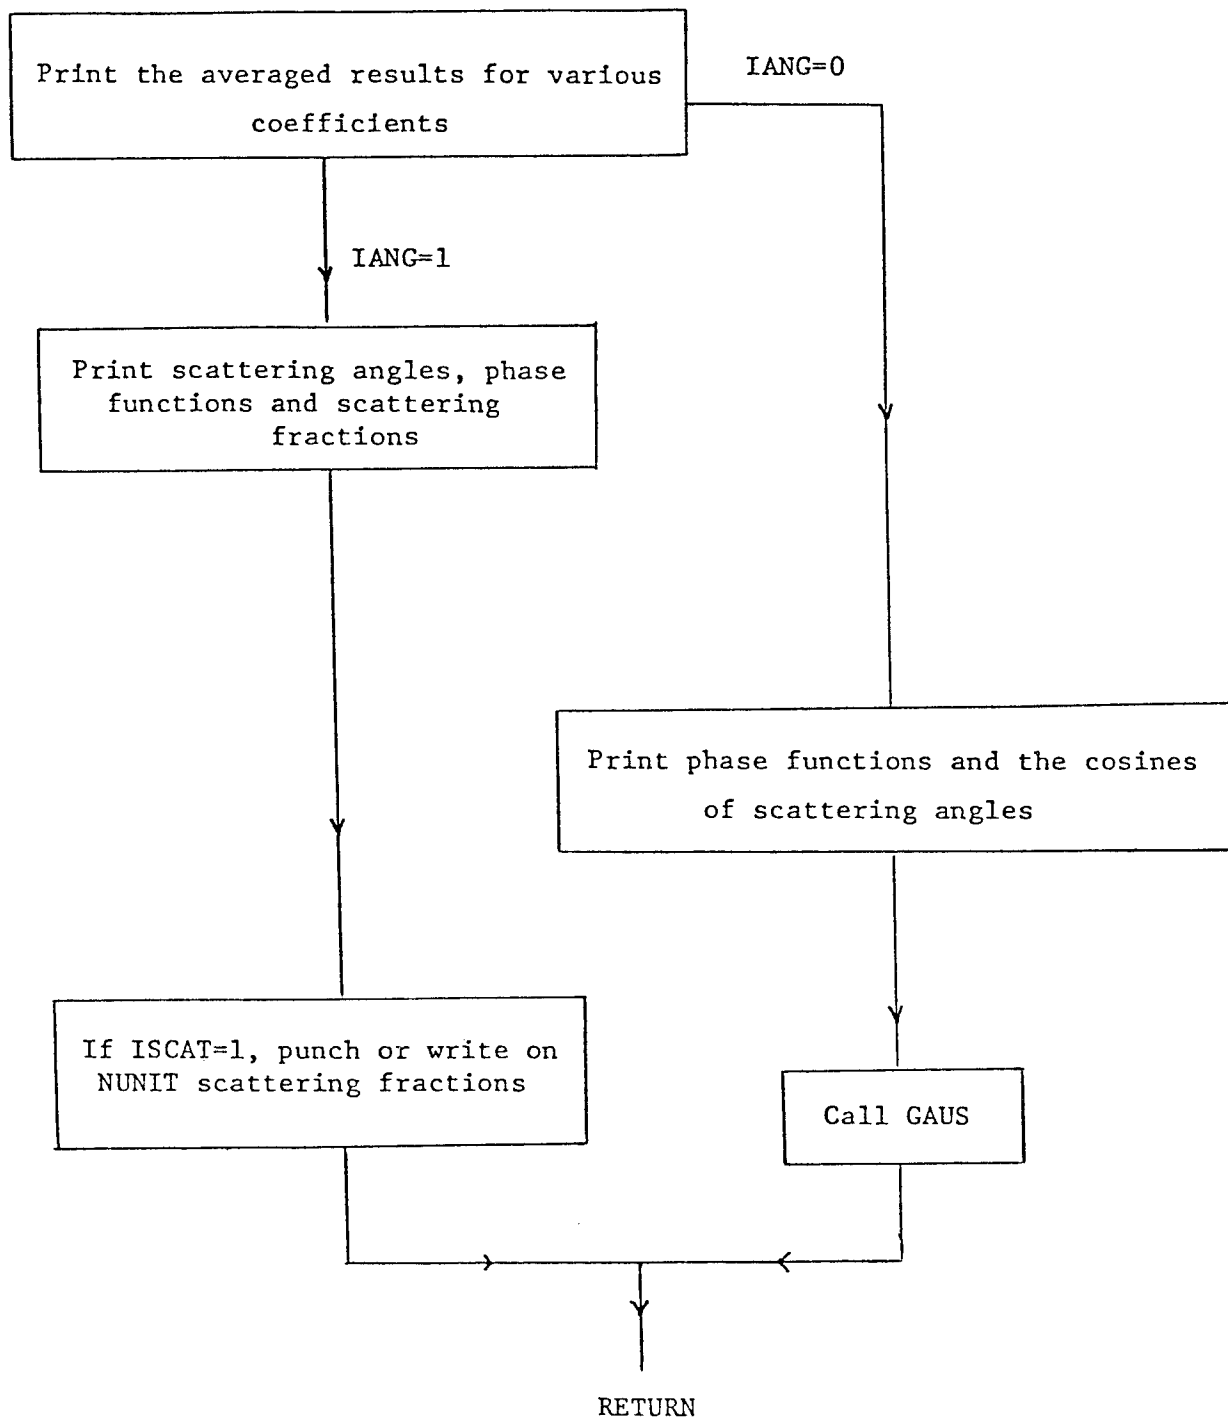 Print the averaged results for various
coefficients
IANG=0
IANG=1
Print scattering angles, phase
functions and scattering
fractions
Print phase functions and the cosines
of scattering angles
If ISCAT=1, punch or write on
NUNIT scattering fractions
Call GAUS
RETURN